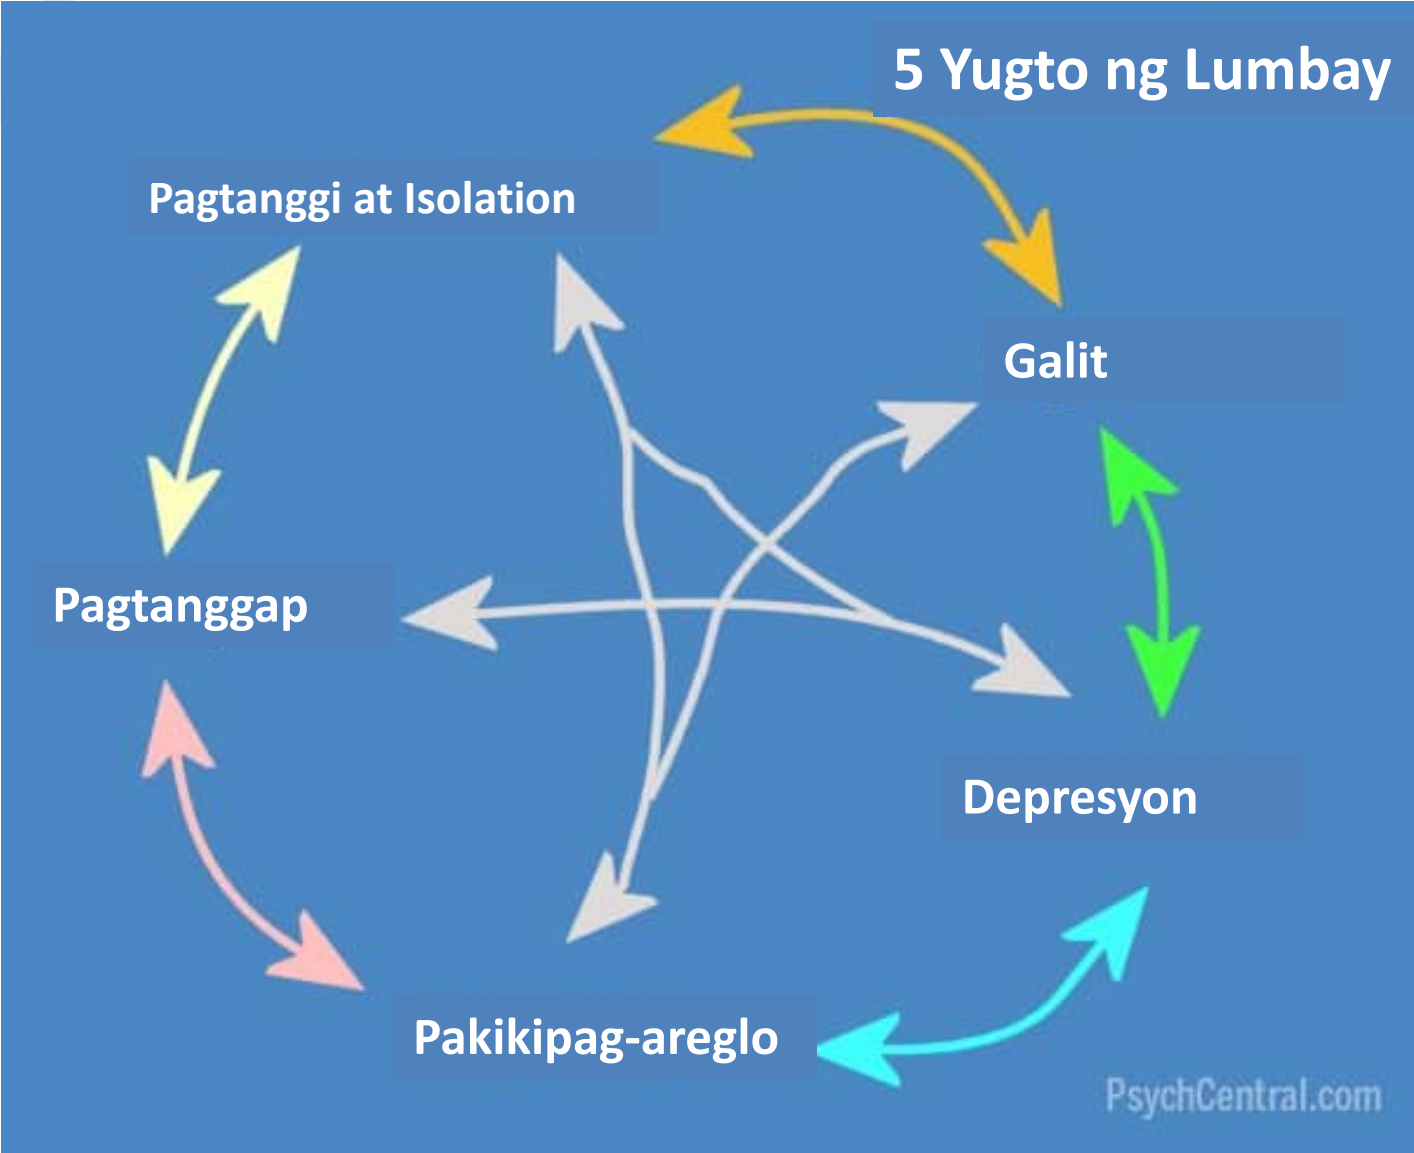 5 Yugto ng Lumbay
Pagtanggi at Isolation
Galit
Pagtanggap
Depresyon
Pakikipag-areglo
PsychCentral.com